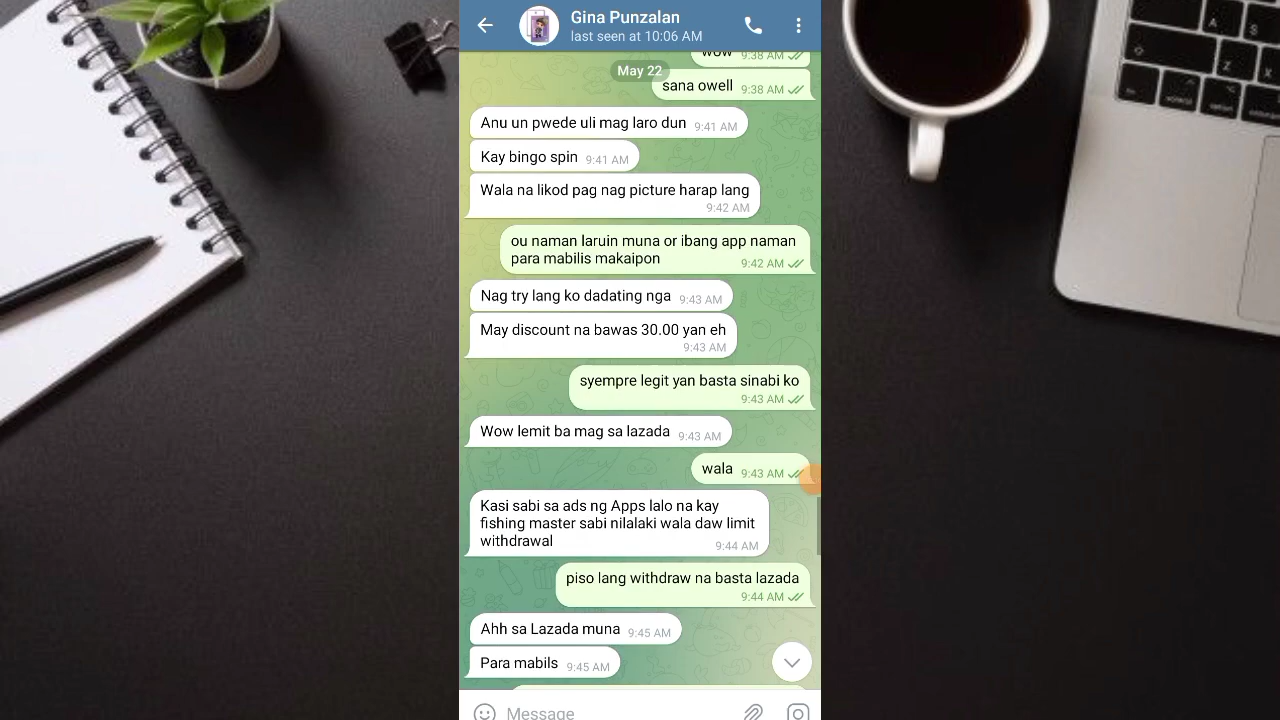 Gina Punzalan
last seen at 10:06 AM
wow 9:38 AM
May 22
sana owell 9:38 AM
Anu un pwede uli mag laro dun 9:41 AM
Kay bingo spin 9:41 AM
Wala na likod pag nag picture harap lang
9:42 AM
ou naman laruin muna or ibang app naman
para mabilis makaipon 9:42 AM
Nag try lang ko dadating nga 9:43 AM
May discount na bawas 30.00 yan eh
9:43 AM
syempre legit yan basta sinabi ko
9:43 AM
Wow lemit ba mag sa lazada 9:43 AM
wala 9:43 AM
Kasi sabi sa ads ng Apps lalo na kay
fishing master sabi nilalaki wala daw limit
withdrawal 9:44 AM
piso lang withdraw na basta lazada
9:44 AM
Ahh sa Lazada muna 9:45 AM
Para mabils 9:45 AM
Message